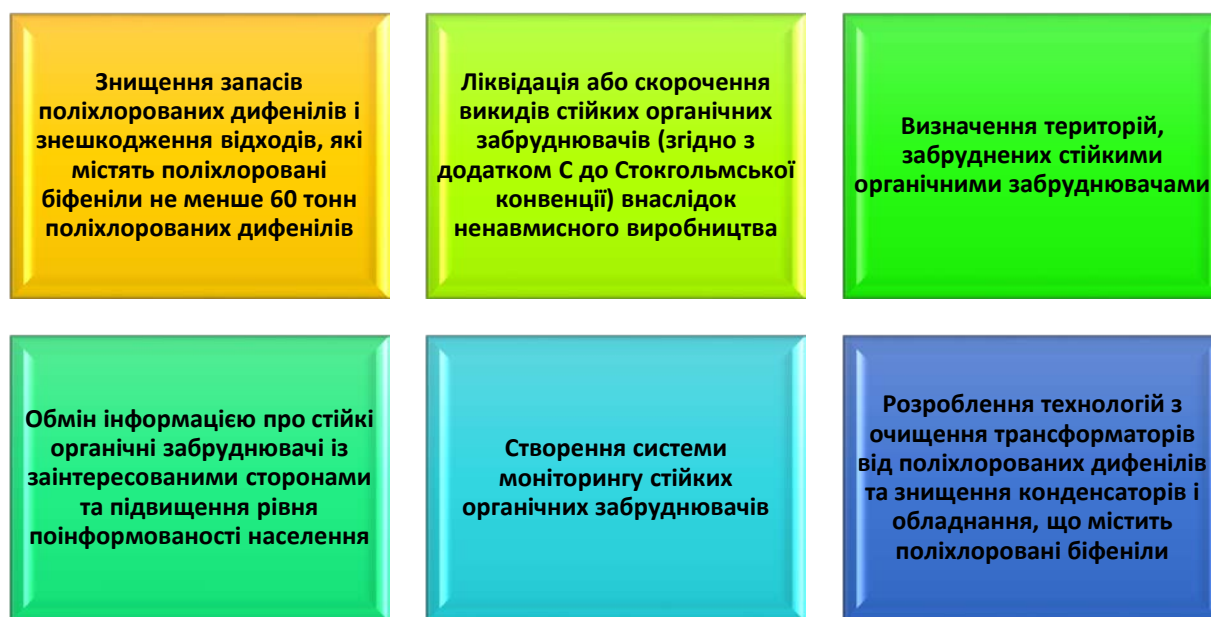 Знищення запасів
поліхлорованих дифенілів і
знешкодження відходів, які
містять поліхлоровані
біфеніли не менше 60 тонн
поліхлорованих дифенілів
Ліквідація або скорочення
викидів стійких органічних
забруднювачів (згідно з
додатком С до Стокгольмської
конвенції) внаслідок
ненавмисного виробництва
Визначення територій,
забруднених стійкими
органічними забруднювачами
Обмін інформацією про стійкі
органічні забруднювачі із
заінтересованими сторонами
та підвищення рівня
поінформованості населення
Створення системи
моніторингу стійких
органічних забруднювачів
Розроблення технологій з
очищення трансформаторів
від поліхлорованих дифенілів
та знищення конденсаторів і
обладнання, що містить
поліхлоровані біфеніли